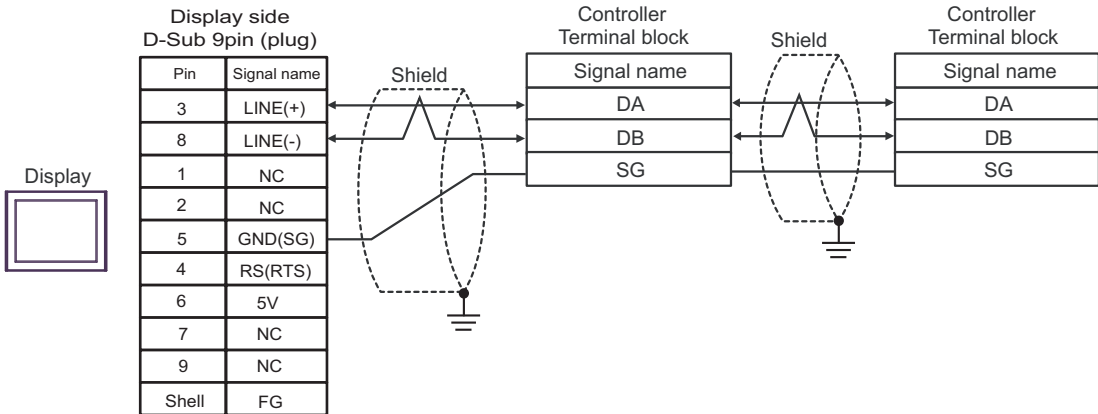 Display side
D-Sub 9pin (plug)
Pin Signal name
3 LINE(+)
8 LINE(-)
1 NC
2 NC
5 GND(SG)
4 RS(RTS)
6 5V
7 NC
9 NC
Shell FG
Display
Shield
Controller
Terminal block
Signal name
DA
DB
SG
Shield
Controller
Terminal block
Signal name
DA
DB
SG